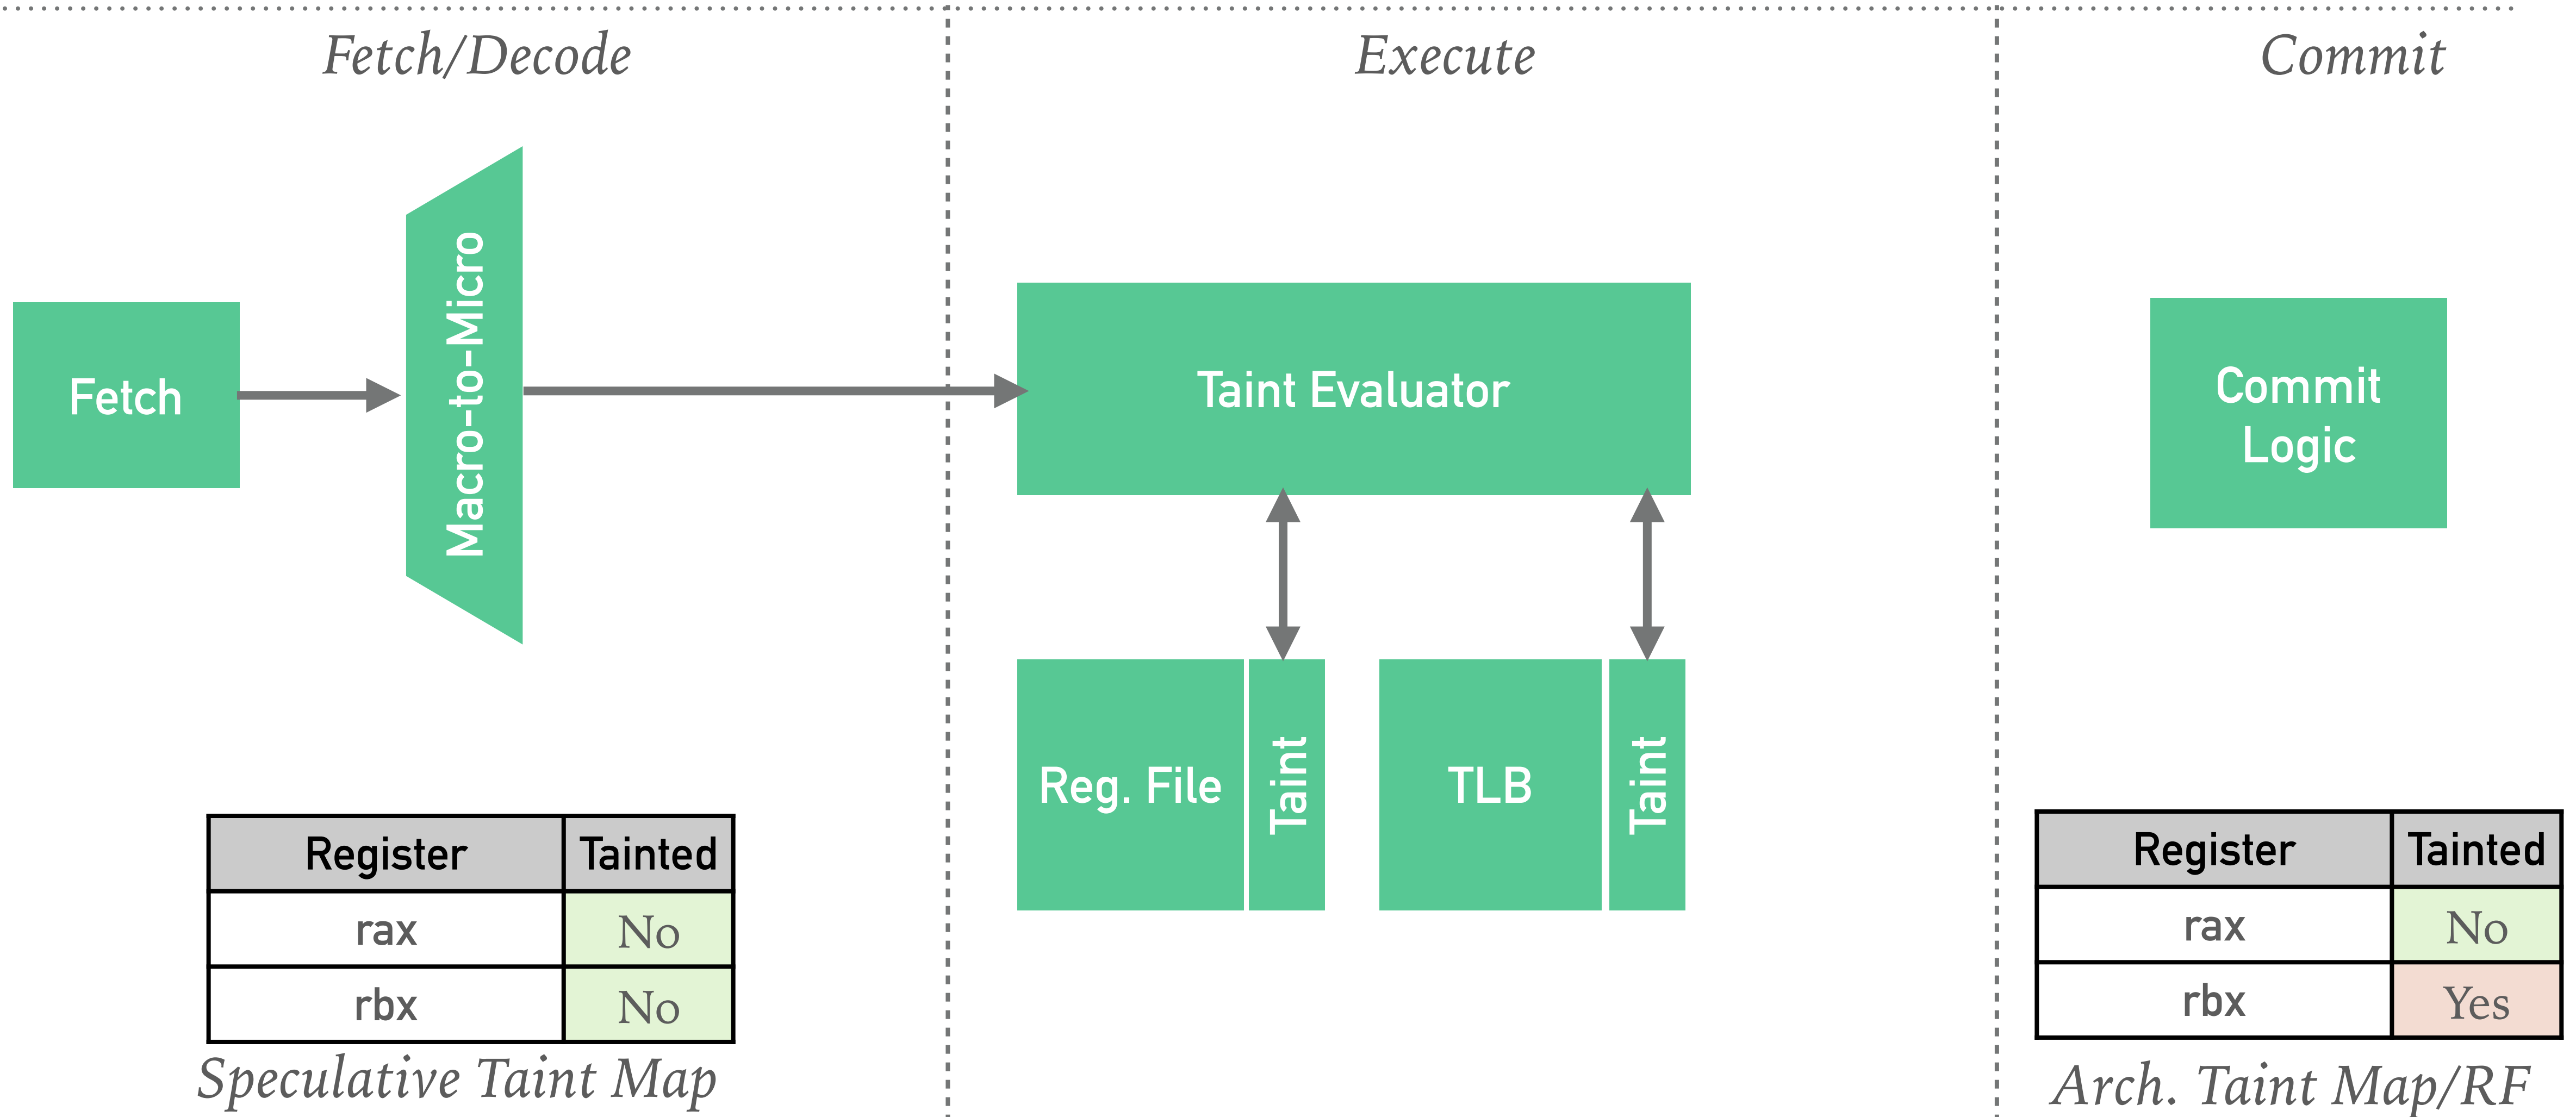 Fetch/Decode
Execute
Commit
Fetch
Macro-to-Micro
Taint Evaluator
Commit
Logic
Reg. File
Taint
TLB
Taint
Register Tainted
rax No
rbx No
Speculative Taint Map
Register Tainted
rax No
rbx Yes
Arch. Taint Map/RF